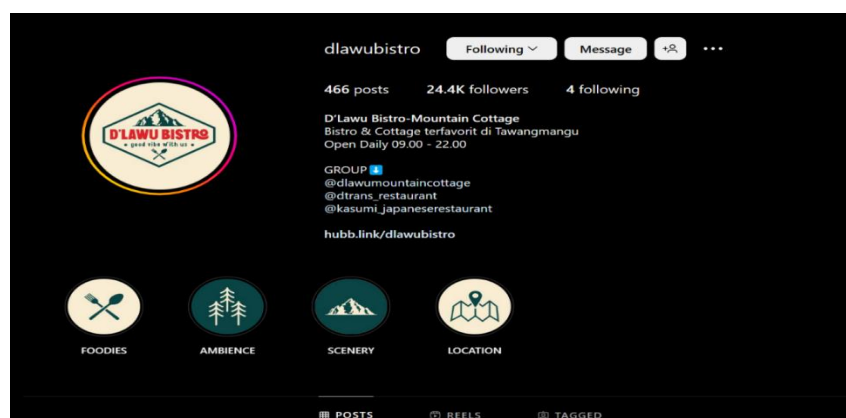 dlawubistro Following Message
466 posts 24.4K followers 4 following
D'Lawu Bistro-Mountain Cottage
Bistro & Cottage terfavorit di Tawangmangu
Open Daily 09.00 - 22.00
GROUP
@dlawumountaincottage
@dtrans_restaurant
@kasumi_japaneserestaurant
hubb.link/dlawubistro
D'LAWU BISTRO
good vibe with us
FOODIES AMBIENCE SCENERY LOCATION
POSTS REELS TAGGED